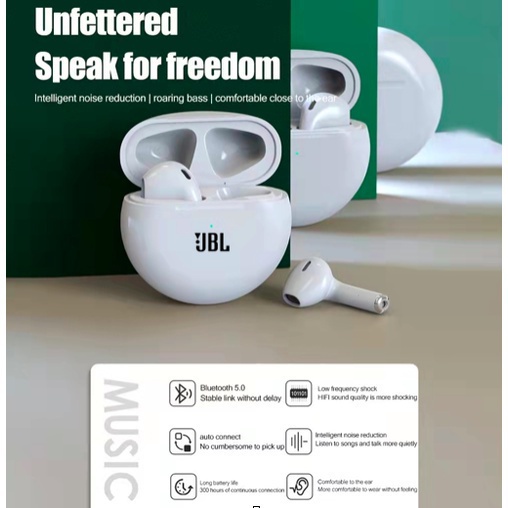 Unfettered
Speak for freedom
Intelligent noise reduction | roaring bass | comfortable close to the ear
JBL
MUSIC
Bluetooth 5.0
Stable link without delay
101101
Low frequency shock
HIFI sound quality is more shocking
auto connect
No cumbersome to pick up
Intelligent noise reduction
Listen to songs and talk more quietly
Long battery life
300 hours of continuous connection
Comfortable to the ear
More comfortable to wear without feeling